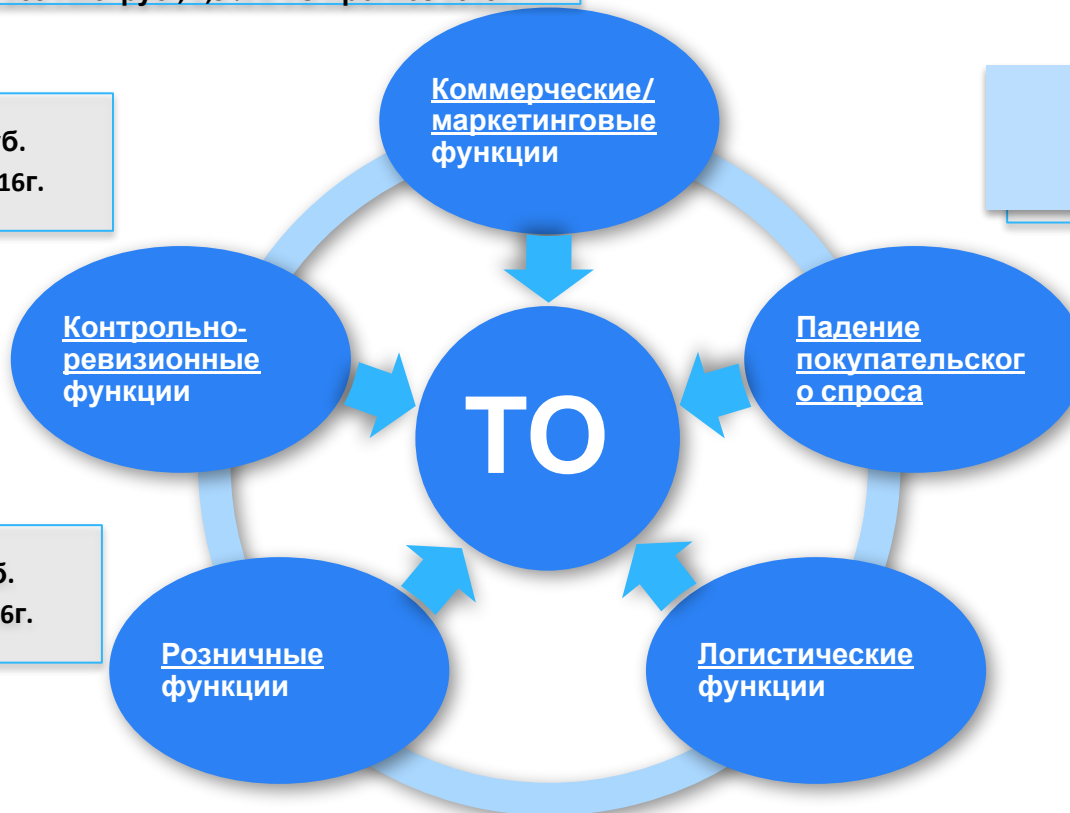 Коммерческие/
маркетинговые
функции
б.
16г.
Контрольно-
ревизионные
функции
Падение
покупательског
о спроса
ТО
б.
6г.
Розничные
функции
Логистические
функции